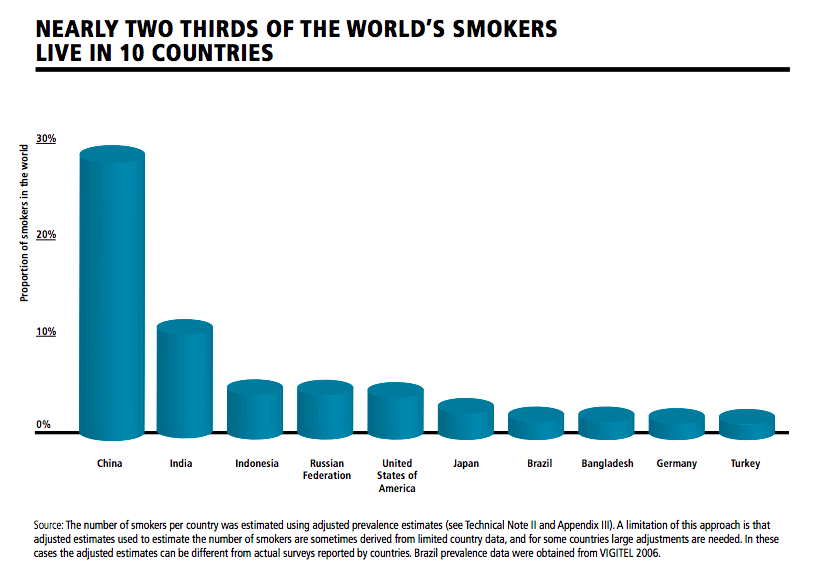 NEARLY TWO THIRDS OF THE WORLD’S SMOKERS
LIVE IN 10 COUNTRIES
Proportion of smokers in the world
30%
20%
10%
0%
China
India
Indonesia
Russian
Federation
United
States of
America
Japan
Brazil
Bangladesh
Germany
Turkey
Source: The number of smokers per country was estimated using adjusted prevalence estimates (see Technical Note II and Appendix III). A limitation of this approach is that
adjusted estimates used to estimate the number of smokers are sometimes derived from limited country data, and for some countries large adjustments are needed. In these
cases the adjusted estimates can be different from actual surveys reported by countries. Brazil prevalence data were obtained from VIGITEL 2006.